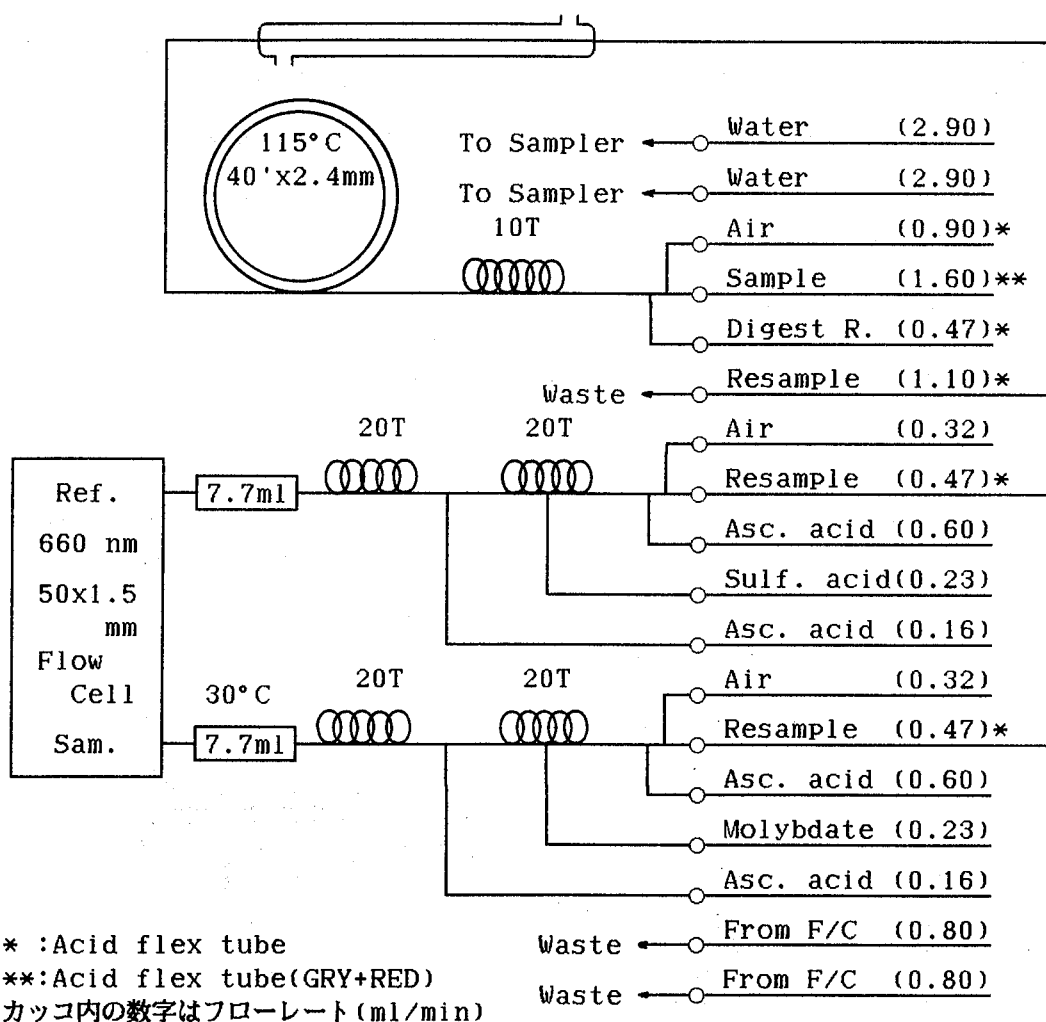 115°C
40'x2.4mm
To Sampler Water (2.90)
To Sampler Water (2.90)
10T
Air (0.90)*
Sample (1.60)**
Digest R. (0.47)*
Waste Resample (1.10)*
20T 20T
Air (0.32)
Resample (0.47)*
Asc. acid (0.60)
Sulf. acid(0.23)
Asc. acid (0.16)
Ref.
660 nm
50x1.5
mm
Flow
Cell
Sam.
7.7ml
30°C
7.7ml
20T 20T
Air (0.32)
Resample (0.47)*
Asc. acid (0.60)
Molybdate (0.23)
Asc. acid (0.16)
Waste From F/C (0.80)
Waste From F/C (0.80)
* :Acid flex tube
**:Acid flex tube(GRY+RED)
カッコ内の数字はフローレート(ml/min)